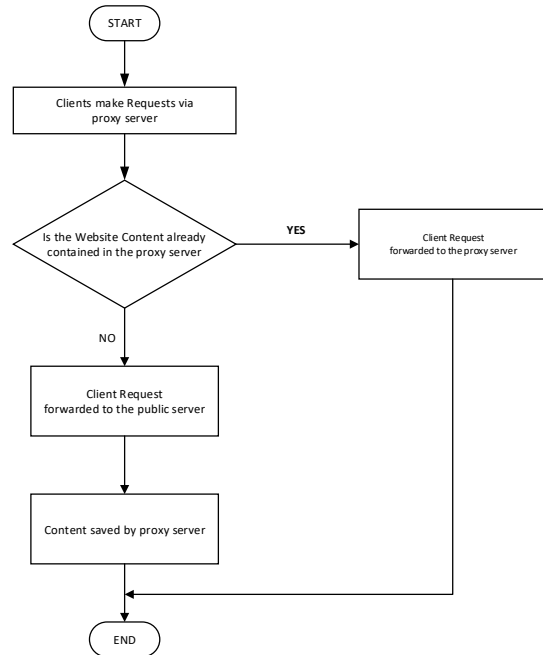 START
Clients make Requests via
proxy server
Is the Website Content already
contained in the proxy server
YES
Client Request
forwarded to the proxy server
NO
Client Request
forwarded to the public server
Content saved by proxy server
END